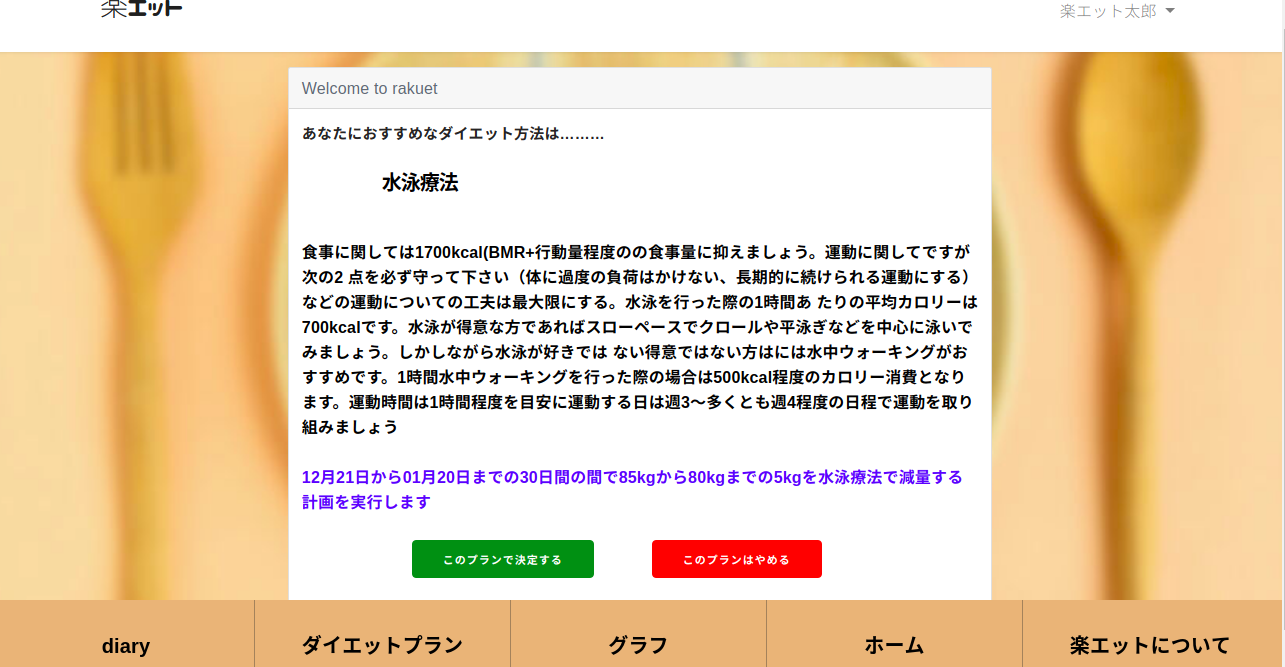 楽エット
楽エット太郎
Welcome to rakuet
あなたにおすすめなダイエット方法は………
水泳療法
食事に関しては1700kcal(BMR+行動量程度のの食事量に抑えましょう。運動に関してですが
次の2 点を必ず守って下さい（体に過度の負荷はかけない、長期的に続けられる運動にする）
などの運動についての工夫は最大限にする。水泳を行った際の1時間あ たりの平均カロリーは
700kcalです。水泳が得意な方であればスローペースでクロールや平泳ぎなどを中心に泳いで
みましょう。しかしながら水泳が好きでは ない得意ではない方はには水中ウォーキングがお
すすめです。1時間水中ウォーキングを行った際の場合は500kcal程度のカロリー消費となり
ます。運動時間は1時間程度を目安に運動する日は週3〜多くとも週4程度の日程で運動を取り
組みましょう
12月21日から01月20日までの30日間の間で85kgから80kgまでの5kgを水泳療法で減量する
計画を実行します
このプランで決定する
このプランはやめる
diary
ダイエットプラン
グラフ
ホーム
楽エットについて